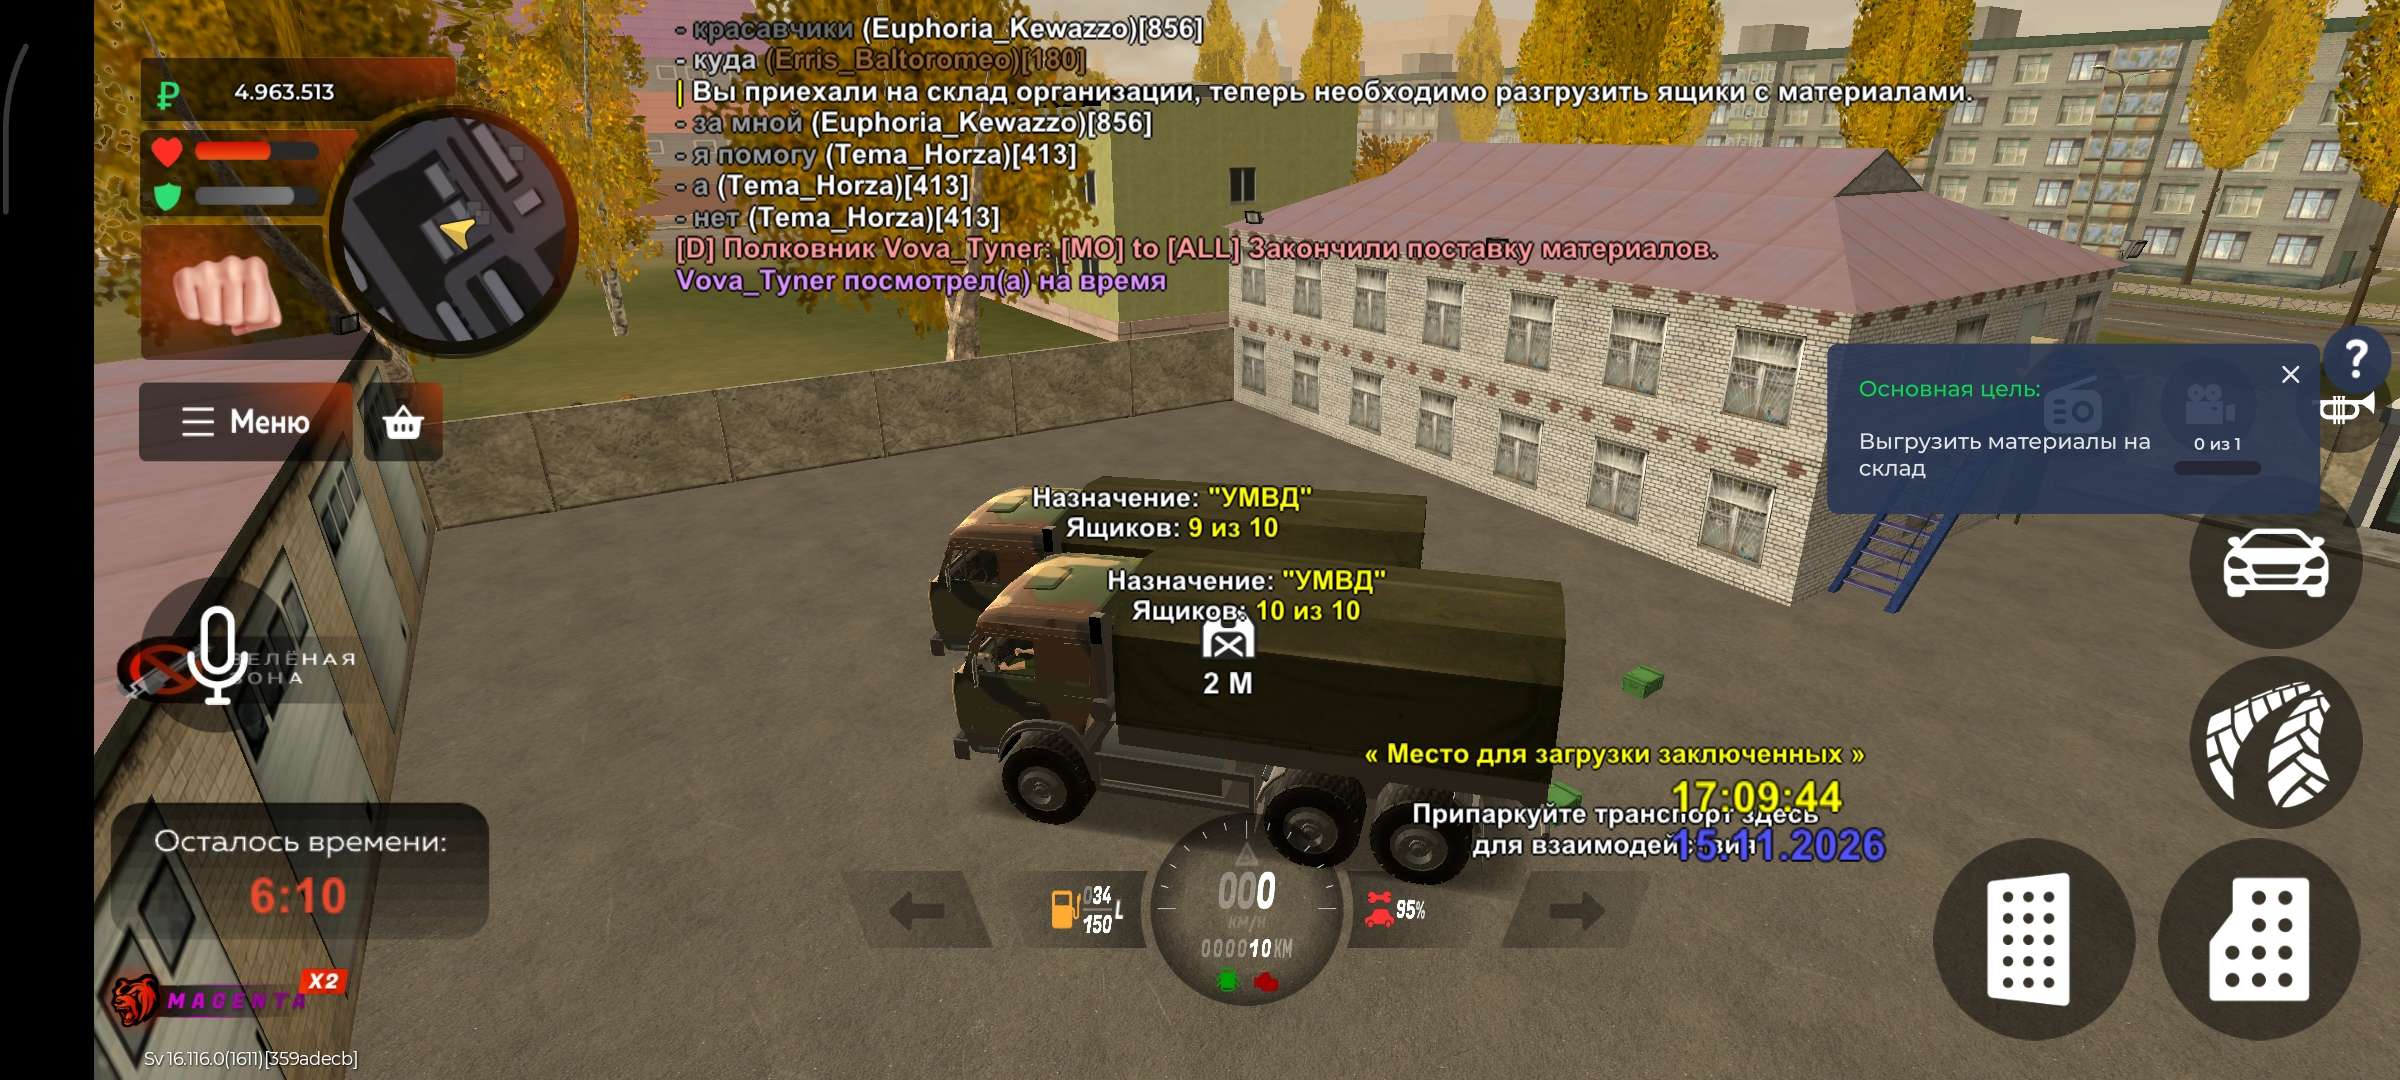 - красавчики (Euphoria_Kewazzo)[856]
- куда (Erris_Baltoromeo)[180]
| Вы приехали на склад организации, теперь необходимо разгрузить ящики с материалами.
- за мной (Euphoria_Kewazzo)[856]
- я помогу (Tema_Horza)[413]
- а (Tema_Horza)[413]
- нет (Tema_Horza)[413]
[D] Полковник Vova_Tyner: [MO] to [ALL] Закончили поставку материалов.
Vova_Tyner посмотрел(а) на время
₽ 4.963.513
Меню
Основная цель:
Выгрузить материалы на
склад
0 из 1
?
Назначение: "УМВД"
Ящиков: 9 из 10
Назначение: "УМВД"
Ящиков: 10 из 10
2 М
ЗЕЛЁНАЯ
ЗОНА
« Место для загрузки заключенных »
17:09:44
Припаркуйте транспорт здесь
для взаимодействия
15.11.2026
Осталось времени:
6:10
034
150 L
000
КМ/Ч
000010 КМ
95%
MAGENTA
X2
Sv 16.116.0(1611)[359adecb]